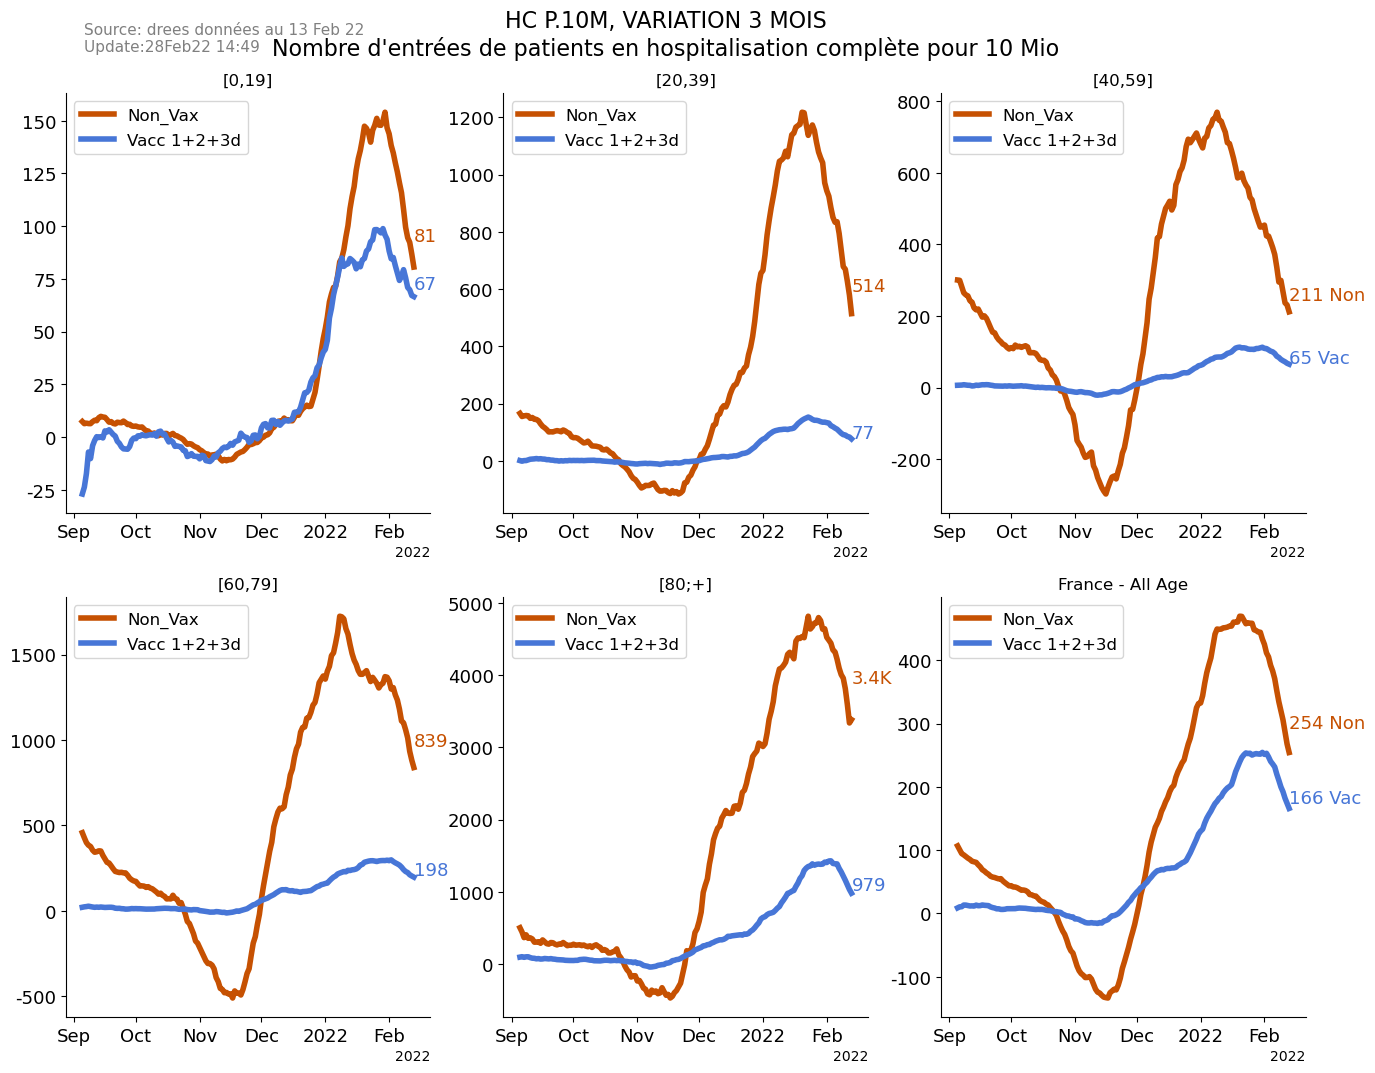 Source: drees données au 13 Feb 22
Update:28Feb22 14:49
HC P.10M, VARIATION 3 MOIS
Nombre d'entrées de patients en hospitalisation complète pour 10 Mio
[0,19]
Non_Vax
Vacc 1+2+3d
150
125
100
75
50
25
0
-25
81
67
Sep Oct Nov Dec 2022 Feb
2022
[20,39]
Non_Vax
Vacc 1+2+3d
1200
1000
800
600
400
200
0
514
77
Sep Oct Nov Dec 2022 Feb
2022
[40,59]
Non_Vax
Vacc 1+2+3d
800
600
400
200
0
-200
211 Non
65 Vac
Sep Oct Nov Dec 2022 Feb
2022
[60,79]
Non_Vax
Vacc 1+2+3d
1500
1000
500
0
-500
839
198
Sep Oct Nov Dec 2022 Feb
2022
[80;+]
Non_Vax
Vacc 1+2+3d
5000
4000
3000
2000
1000
0
3.4K
979
Sep Oct Nov Dec 2022 Feb
2022
France - All Age
Non_Vax
Vacc 1+2+3d
400
300
200
100
0
-100
254 Non
166 Vac
Sep Oct Nov Dec 2022 Feb
2022